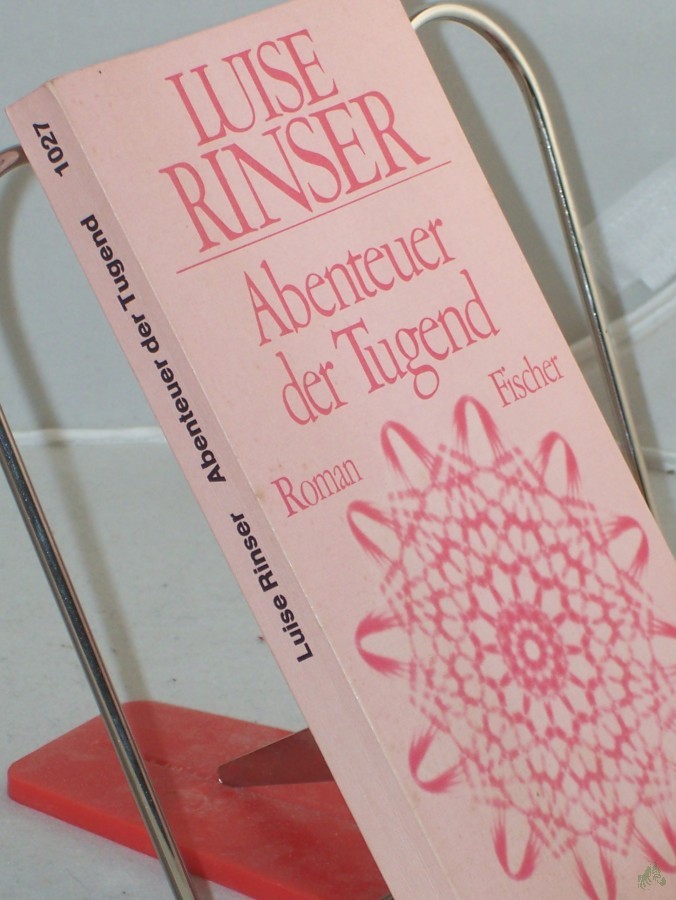 LUISE
RINSER
Abenteuer
der Tugend
Fischer
Roman
Luise Rinser Abenteuer der Tugend 1027